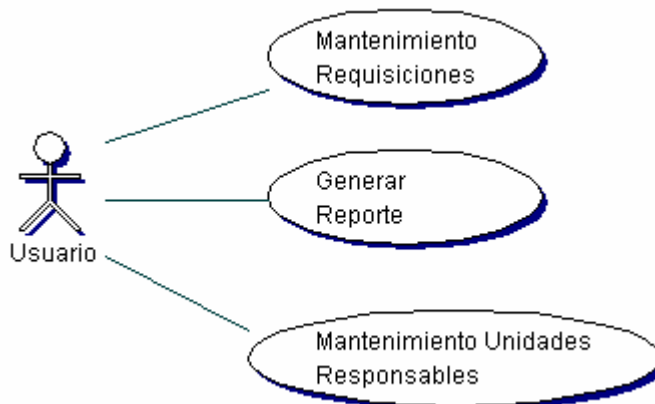 Mantenimiento
Requisiciones
Generar
Reporte
Usuario
Mantenimiento Unidades
Responsables